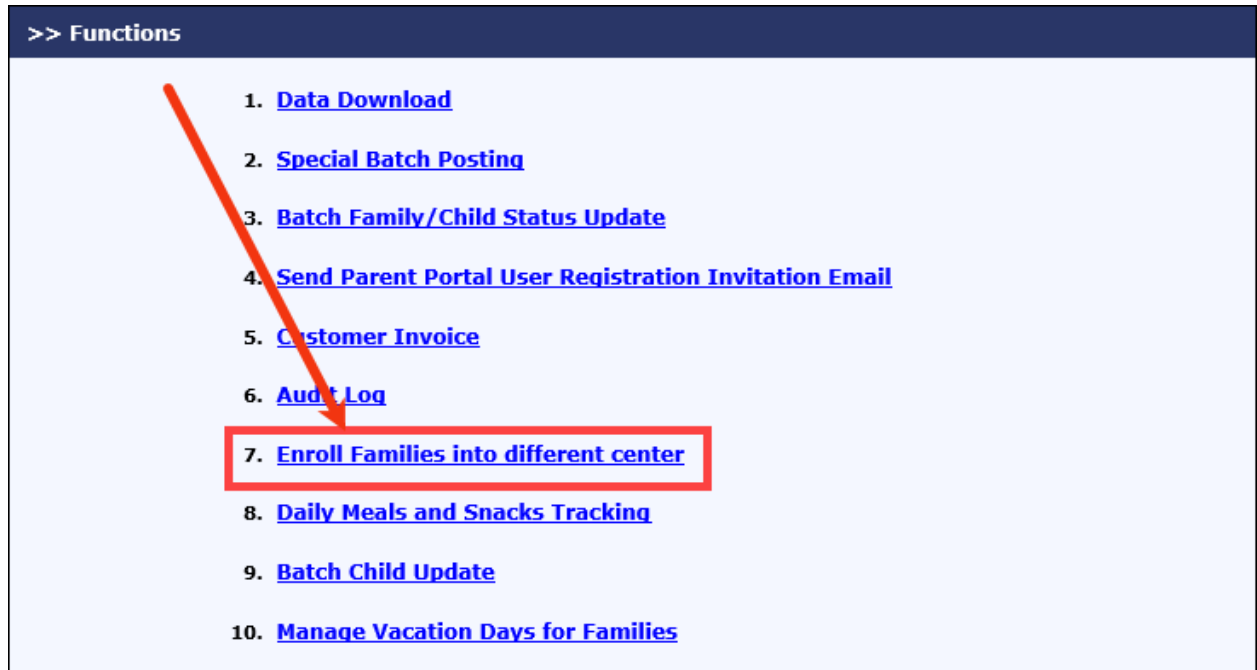 >> Functions
1. Data Download
2. Special Batch Posting
3. Batch Family/Child Status Update
4. Send Parent Portal User Registration Invitation Email
5. Customer Invoice
6. Audit Log
7. Enroll Families into different center
8. Daily Meals and Snacks Tracking
9. Batch Child Update
10. Manage Vacation Days for Families